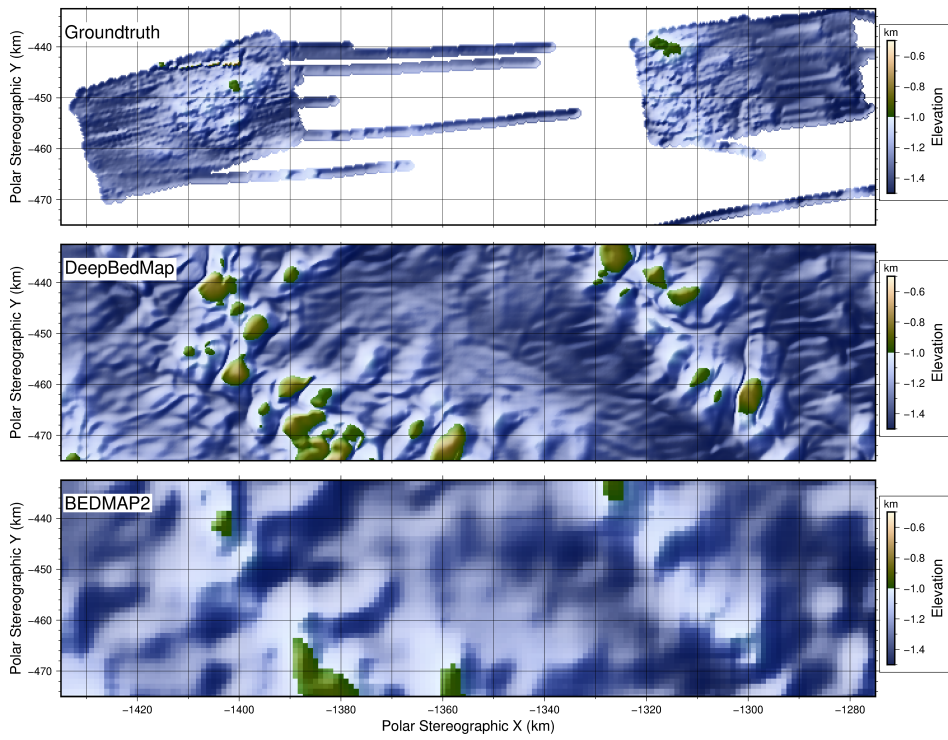 Groundtruth
Polar Stereographic Y (km)
−440
−450
−460
−470
km
−0.6
−0.8
−1.0
−1.2
−1.4
Elevation
DeepBedMap
Polar Stereographic Y (km)
−440
−450
−460
−470
km
−0.6
−0.8
−1.0
−1.2
−1.4
Elevation
BEDMAP2
Polar Stereographic Y (km)
−440
−450
−460
−470
km
−0.6
−0.8
−1.0
−1.2
−1.4
Elevation
−1420 −1400 −1380 −1360 −1340 −1320 −1300 −1280
Polar Stereographic X (km)